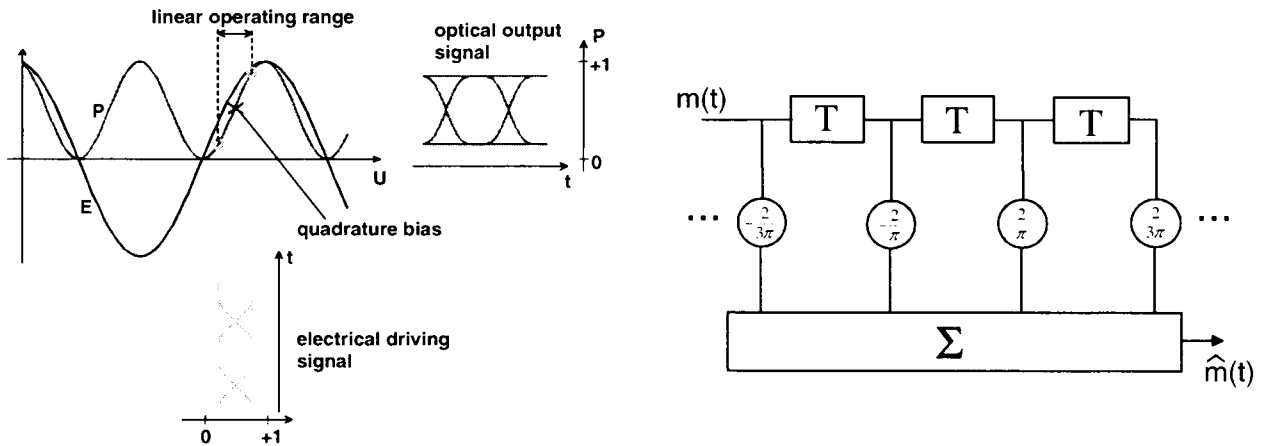 linear operating range
optical output
signal
P
+1
0
t
P
E
U
quadrature bias
t
electrical driving
signal
0
+1
m(t)
T
T
T
...
-2/3π
-2/π
2/π
2/3π
...
Σ
m̂(t)